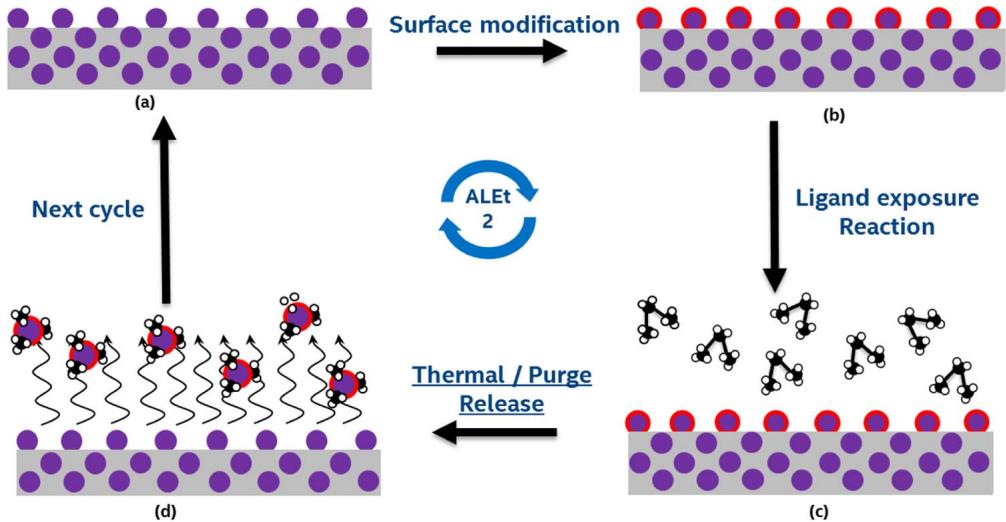 Surface modification
(a)
(b)
Next cycle
ALEt
2
Ligand exposure
Reaction
Thermal / Purge
Release
(d)
(c)